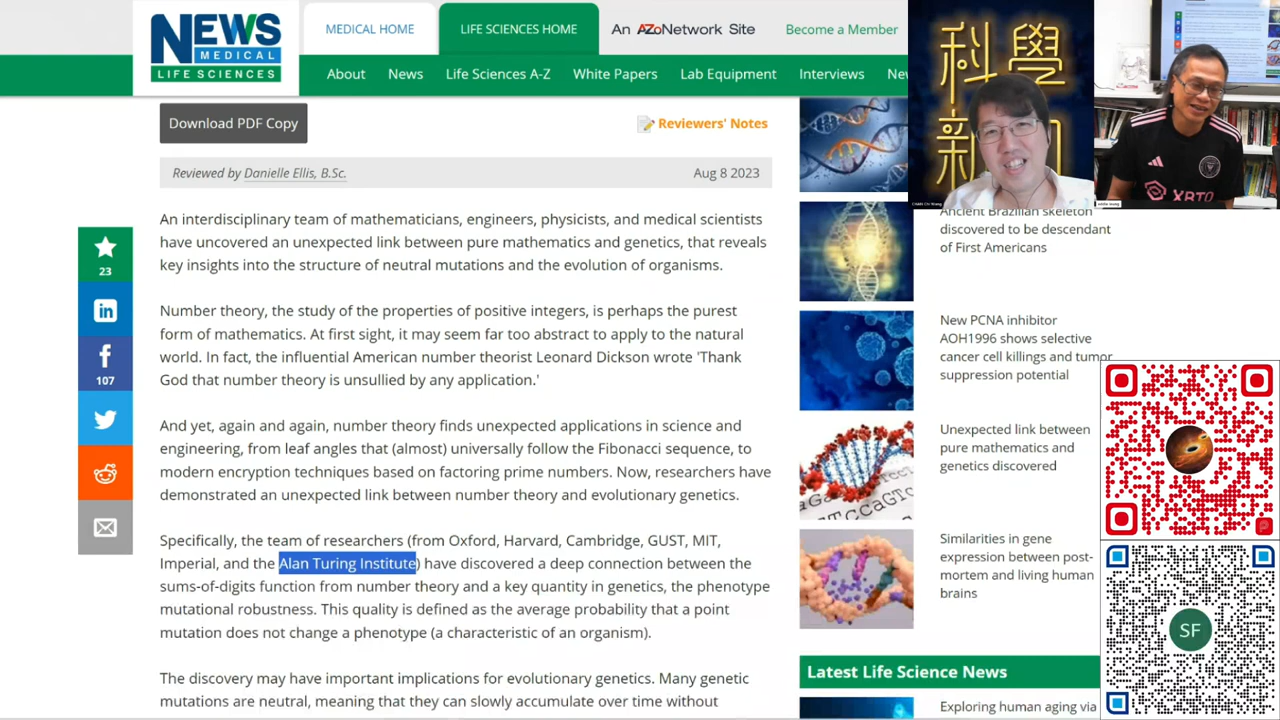 NEWS
MEDICAL
LIFE SCIENCES
MEDICAL HOME
LIFE SCIENCES HOME
An AZoNetwork Site
Become a Member
About
News
Life Sciences A-Z
White Papers
Lab Equipment
Interviews
Download PDF Copy
Reviewers' Notes
Reviewed by Danielle Ellis, B.Sc.
Aug 8 2023
An interdisciplinary team of mathematicians, engineers, physicists, and medical scientists
have uncovered an unexpected link between pure mathematics and genetics, that reveals
key insights into the structure of neutral mutations and the evolution of organisms.
Number theory, the study of the properties of positive integers, is perhaps the purest
form of mathematics. At first sight, it may seem far too abstract to apply to the natural
world. In fact, the influential American number theorist Leonard Dickson wrote 'Thank
God that number theory is unsullied by any application.'
And yet, again and again, number theory finds unexpected applications in science and
engineering, from leaf angles that (almost) universally follow the Fibonacci sequence, to
modern encryption techniques based on factoring prime numbers. Now, researchers have
demonstrated an unexpected link between number theory and evolutionary genetics.
Specifically, the team of researchers (from Oxford, Harvard, Cambridge, GUST, MIT,
Imperial, and the Alan Turing Institute) have discovered a deep connection between the
sums-of-digits function from number theory and a key quantity in genetics, the phenotype
mutational robustness. This quality is defined as the average probability that a point
mutation does not change a phenotype (a characteristic of an organism).
The discovery may have important implications for evolutionary genetics. Many genetic
mutations are neutral, meaning that they can slowly accumulate over time without
23
107
Ancient Brazilian skeleton
discovered to be descendant
of First Americans
New PCNA inhibitor
AOH1996 shows selective
cancer cell killings and tumor
suppression potential
Unexpected link between
pure mathematics and
genetics discovered
Similarities in gene
expression between post-
mortem and living human
brains
Latest Life Science News
Exploring human aging via
科學
新
XBTO
SF